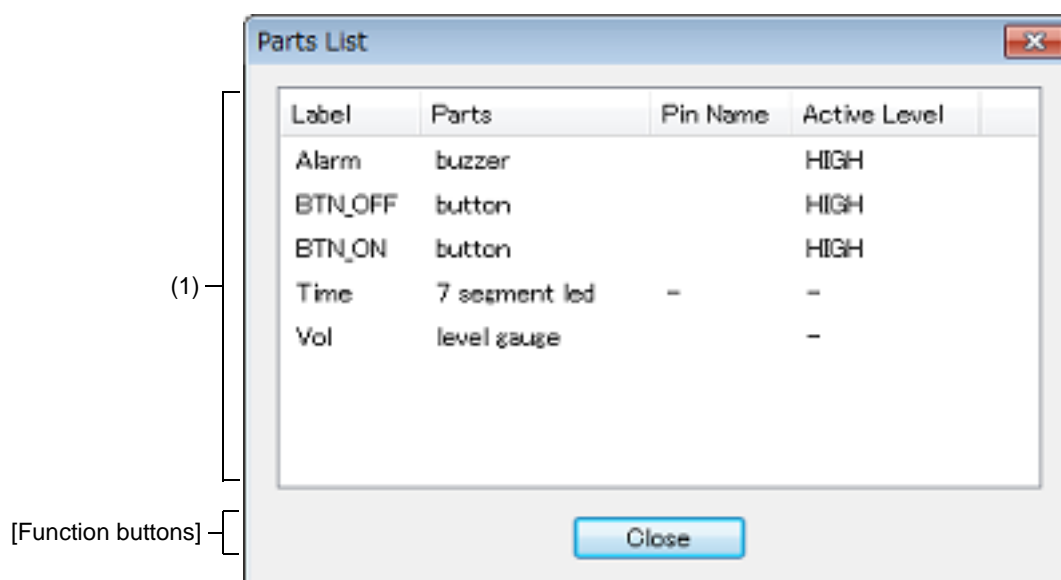 Parts List
Label Parts Pin Name Active Level
Alarm buzzer HIGH
BTN_OFF button HIGH
BTN_ON button HIGH
(1)
Time 7 segment led - -
Vol level gauge -
[Function buttons]
Close